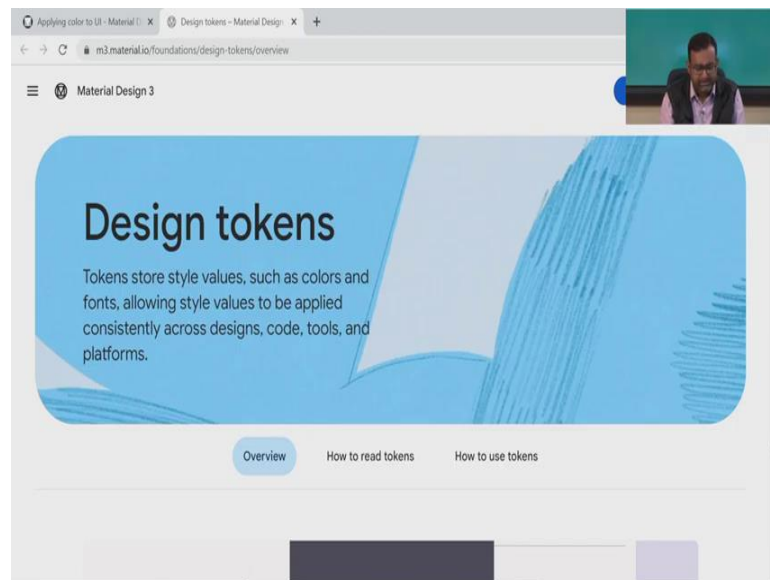 Applying color to UI - Material D
Design tokens – Material Design
m3.material.io/foundations/design-tokens/overview
Material Design 3
Design tokens
Tokens store style values, such as colors and
fonts, allowing style values to be applied
consistently across designs, code, tools, and
platforms.
Overview
How to read tokens
How to use tokens